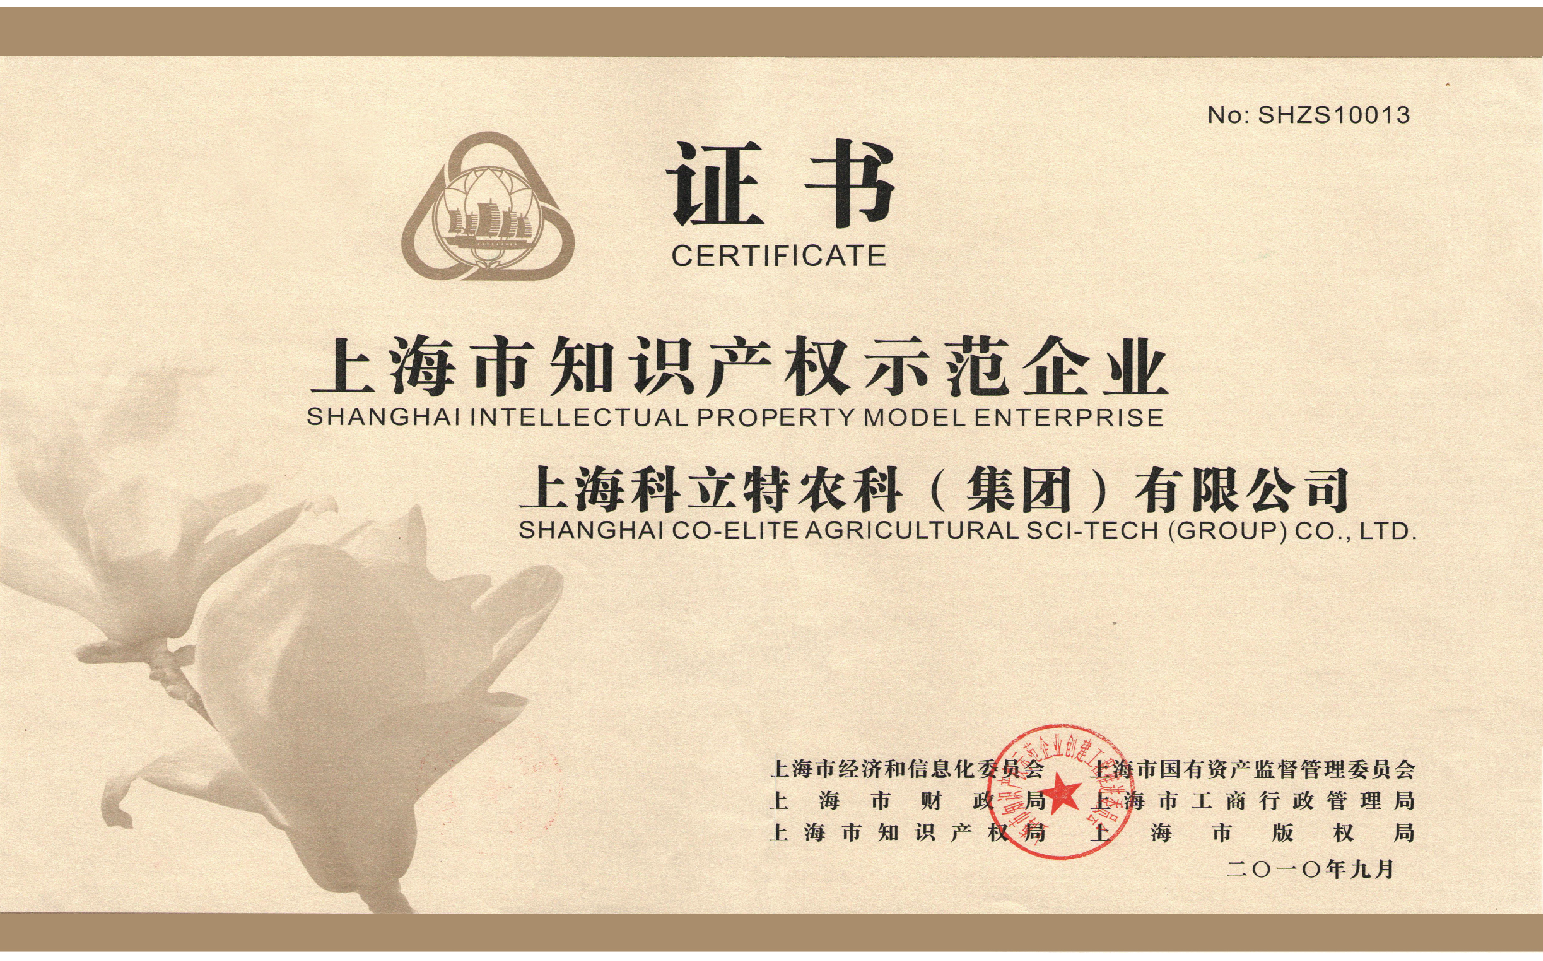 No: SHZS10013
证书
CERTIFICATE
上海市知识产权示范企业
SHANGHAI INTELLECTUAL PROPERTY MODEL ENTERPRISE
上海科立特农科（集团）有限公司
SHANGHAI CO-ELITE AGRICULTURAL SCI-TECH (GROUP) CO., LTD.
上海市经济和信息化委员会 上海市国有资产监督管理委员会
上海市财政局 上海市工商行政管理局
上海市知识产权局 上海市版权局
二〇一〇年九月